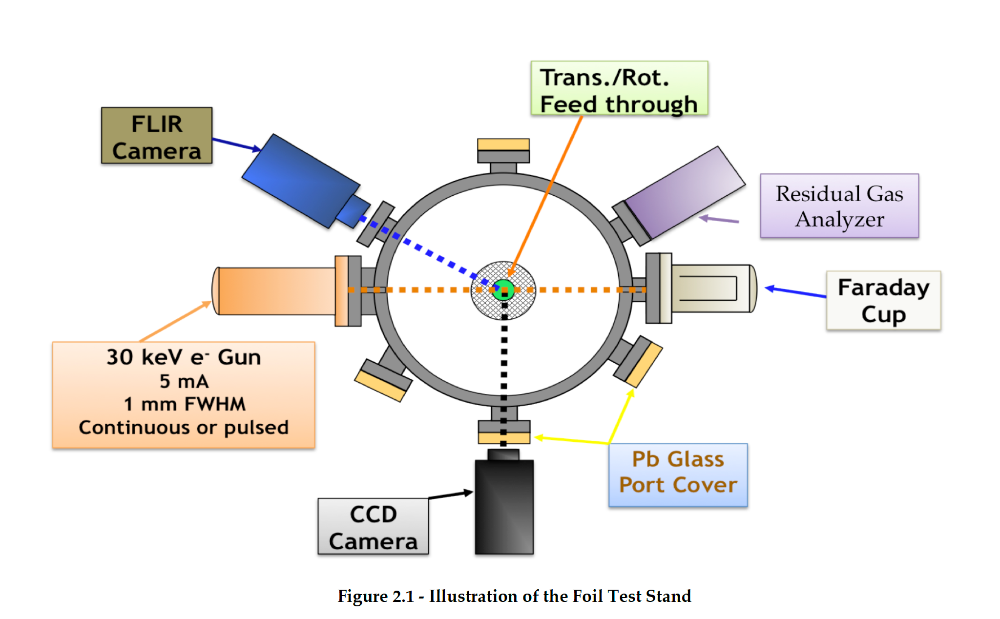 Trans./Rot.
Feed through
FLIR
Camera
Residual Gas
Analyzer
Faraday
Cup
30 keV e⁻ Gun
5 mA
1 mm FWHM
Continuous or pulsed
Pb Glass
Port Cover
CCD
Camera
Figure 2.1 - Illustration of the Foil Test Stand